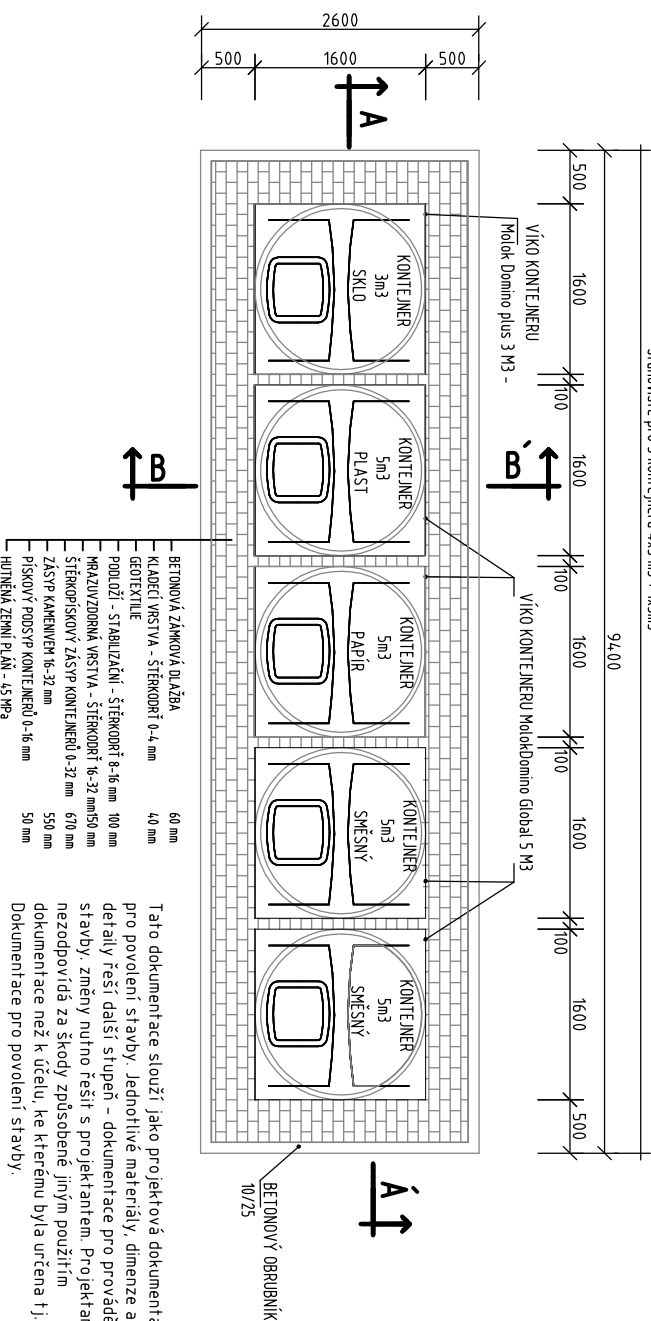 2600
500 1600 500
A
stanoviště pro 5 kontejnerů
9400
500 1600 100 1600 100 1600 100 1600 100 1600 500
VÍKO KONTEJNERU
Molok Domino plus 3 M3 -
B´
VÍKO KONTEJNERU MolokDomino Global 5 M3
KONTEJNER
3m3
SKLO
KONTEJNER
5m3
PLAST
KONTEJNER
5m3
PAPÍR
KONTEJNER
5m3
SMĚSNÝ
KONTEJNER
5m3
SMĚSNÝ
B
A´
BETONOVÝ OBRUBNÍK
10/25
BETONOVÁ ZÁMKOVÁ DLAŽBA 60 mm
KLADECÍ VRSTVA - ŠTĚRKODRŤ 0-4 mm 40 mm
GEOTEXTILIE
PODLOŽÍ - STABILIZAČNÍ - ŠTĚRKODRŤ 8-16 mm 100 mm
MRAZUVZDORNÁ VRSTVA - ŠTĚRKODRŤ 16-32 mm150 mm
ŠTĚRKOPÍSKOVÝ ZÁSYP KONTEJNERŮ 0-32 mm 670 mm
ZÁSYP KAMENIVEM 16-32 mm 550 mm
PÍSKOVÝ PODSYP KONTEJNERŮ 0-16 mm 50 mm
HUTNĚNÁ ZEMNÍ PLÁŇ - 45 MPa
Tato dokumentace slouží jako projektová dokumenta
pro povolení stavby. Jednotlivé materiály, dimenze a
detaily řeší další stupeň - dokumentace pro provádě
stavby. změny nutno řešit s projektantem. Projektan
nezodpovídá za škody způsobené jiným použitím
dokumentace než k účelu, ke kterému byla určena tj.
Dokumentace pro povolení stavby.